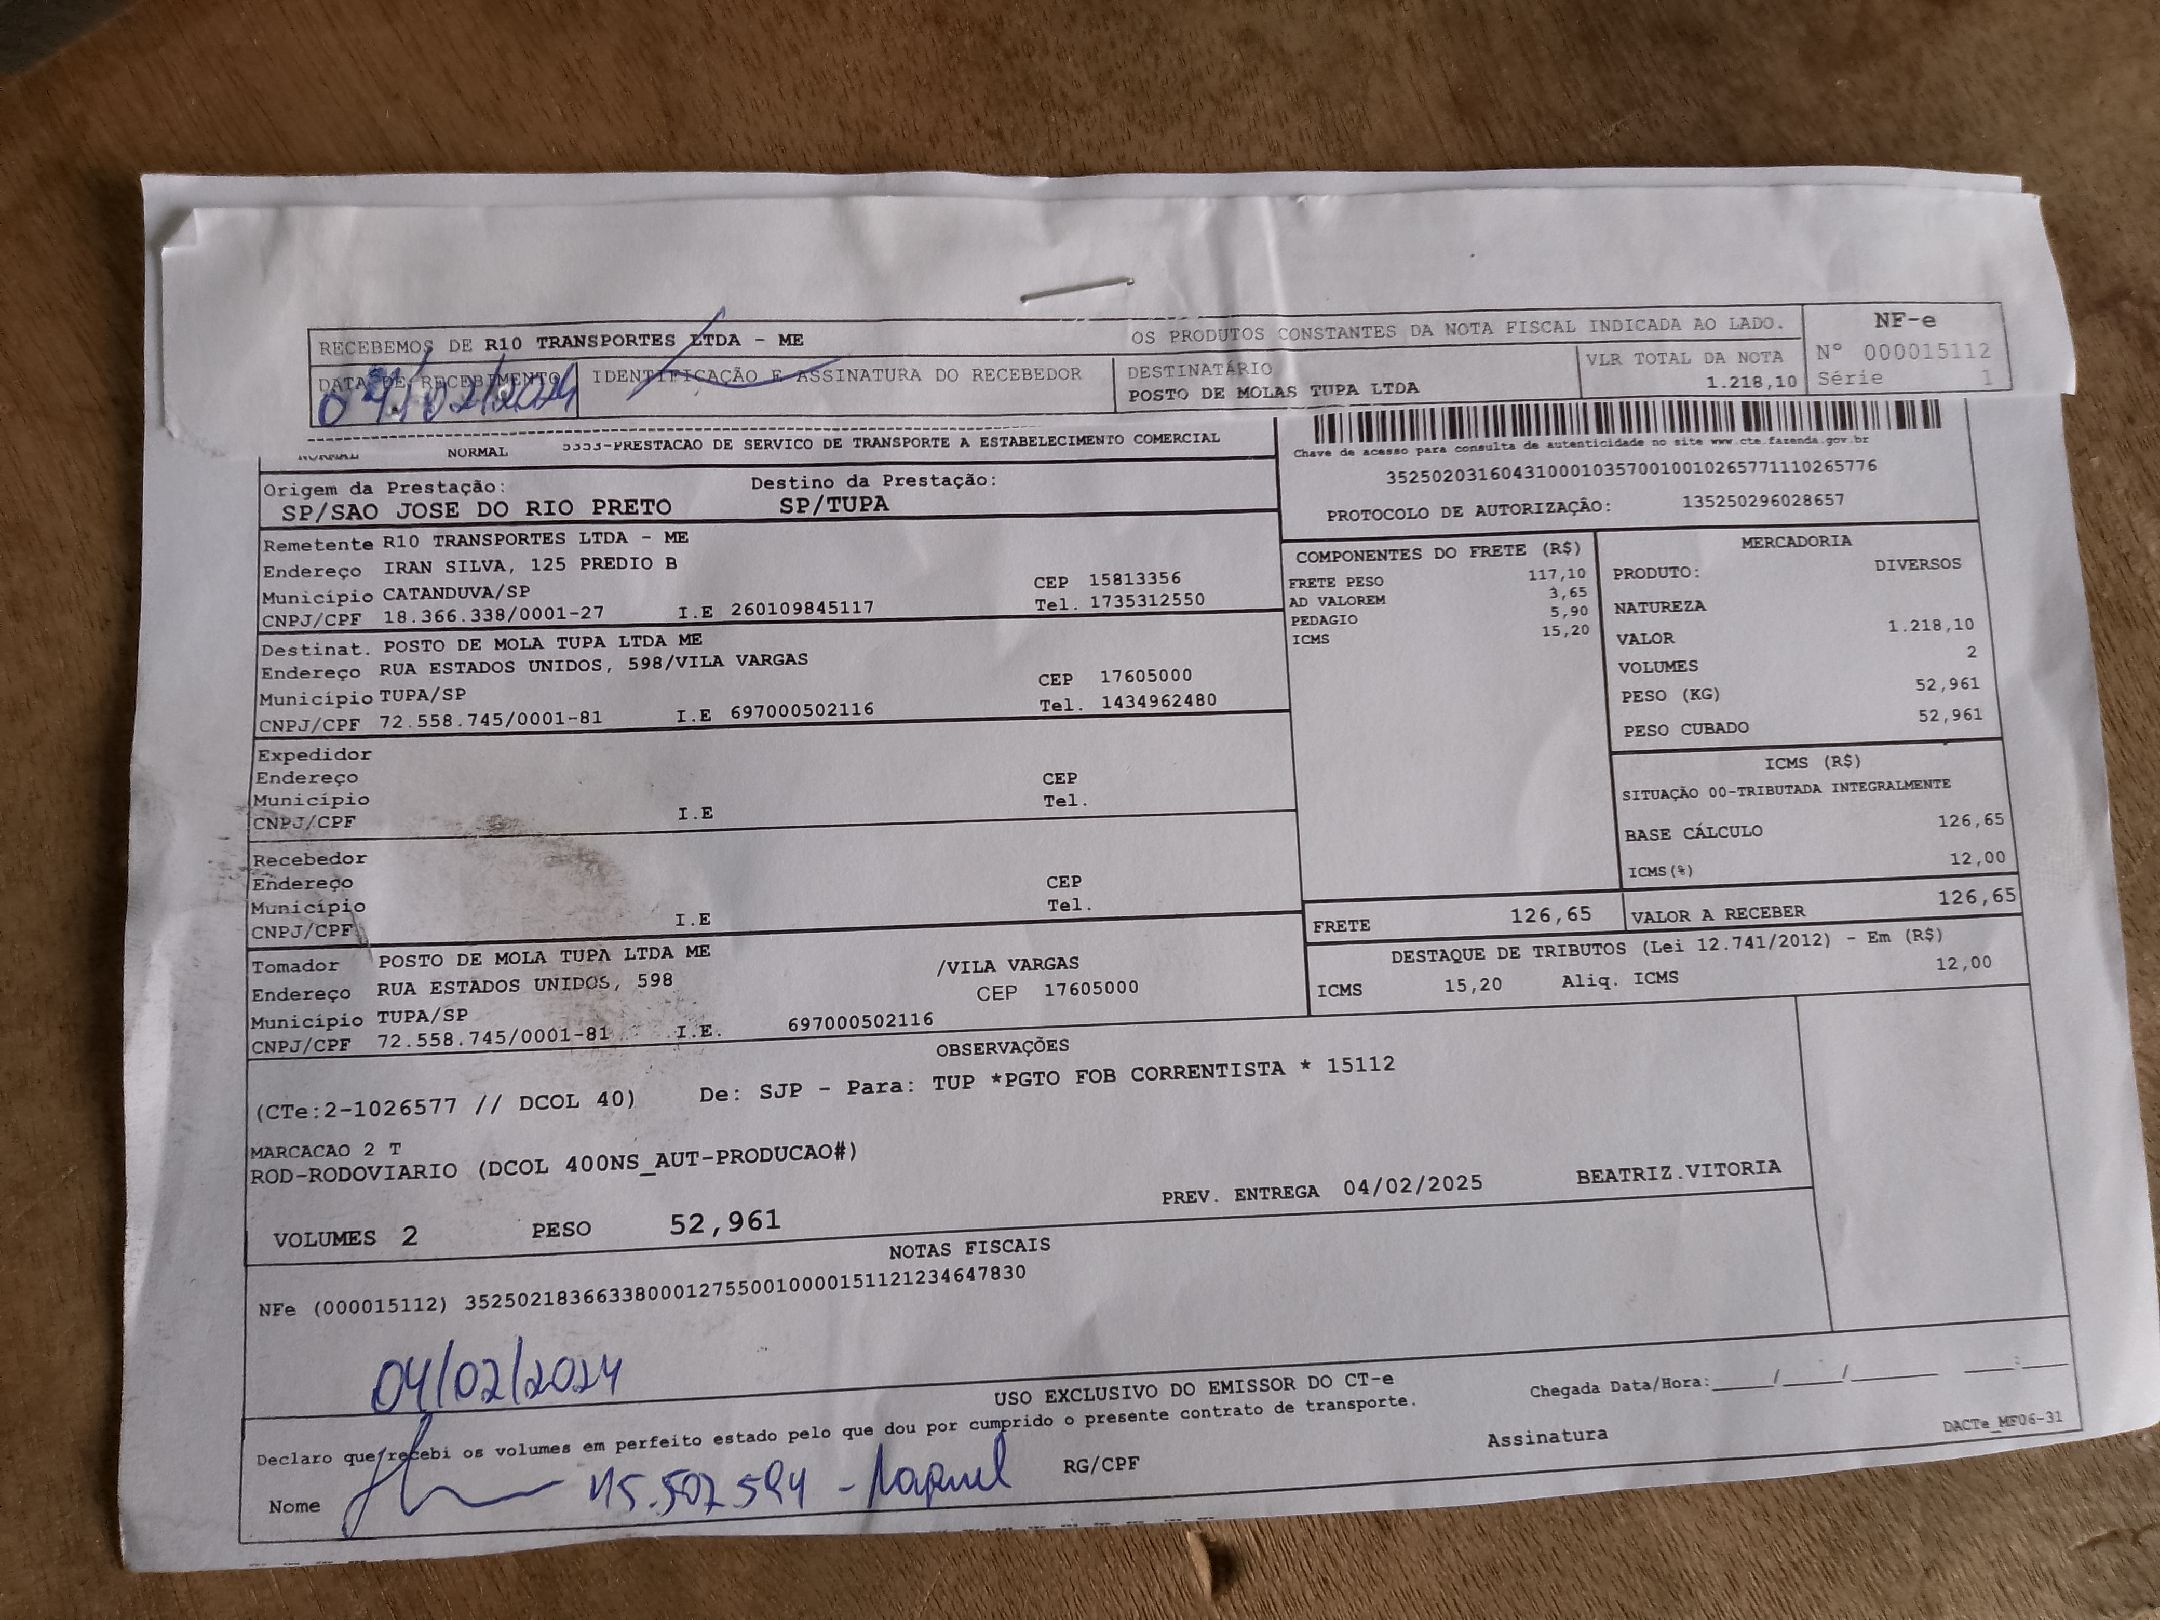 RECEBEMOS DE R10 TRANSPORTES LTDA - ME OS PRODUTOS CONSTANTES DA NOTA FISCAL INDICADA AO LADO.
NF-e
Nº 000015112
Série 1
DATA DE RECEBIMENTO
04/02/2024
IDENTIFICAÇÃO E ASSINATURA DO RECEBEDOR
DESTINATÁRIO
POSTO DE MOLAS TUPA LTDA
VLR TOTAL DA NOTA
1.218,10
NORMAL NORMAL 5353-PRESTACAO DE SERVICO DE TRANSPORTE A ESTABELECIMENTO COMERCIAL
Chave de acesso para consulta de autenticidade no site www.cte.fazenda.gov.br
35250203160431000103570010010265771110265776
PROTOCOLO DE AUTORIZAÇÃO: 135250296028657
Origem da Prestação: Destino da Prestação:
SP/SAO JOSE DO RIO PRETO SP/TUPA
Remetente R10 TRANSPORTES LTDA - ME
Endereço IRAN SILVA, 125 PREDIO B
Município CATANDUVA/SP CEP 15813356
CNPJ/CPF 18.366.338/0001-27 I.E 260109845117 Tel. 1735312550
Destinat. POSTO DE MOLA TUPA LTDA ME
Endereço RUA ESTADOS UNIDOS, 598/VILA VARGAS
Município TUPA/SP CEP 17605000
CNPJ/CPF 72.558.745/0001-81 I.E 697000502116 Tel. 1434962480
Expedidor
Endereço CEP
Município Tel.
CNPJ/CPF I.E
Recebedor
Endereço CEP
Município Tel.
CNPJ/CPF I.E
Tomador POSTO DE MOLA TUPA LTDA ME
Endereço RUA ESTADOS UNIDOS, 598 /VILA VARGAS
Município TUPA/SP CEP 17605000
CNPJ/CPF 72.558.745/0001-81 I.E. 697000502116
COMPONENTES DO FRETE (R$)
FRETE PESO 117,10
AD VALOREM 3,65
PEDAGIO 5,90
ICMS 15,20
MERCADORIA
PRODUTO: DIVERSOS
NATUREZA
VALOR 1.218,10
VOLUMES 2
PESO (KG) 52,961
PESO CUBADO 52,961
ICMS (R$)
SITUAÇÃO 00-TRIBUTADA INTEGRALMENTE
BASE CÁLCULO 126,65
ICMS(%) 12,00
FRETE 126,65 VALOR A RECEBER 126,65
DESTAQUE DE TRIBUTOS (Lei 12.741/2012) - Em (R$)
ICMS 15,20 Aliq. ICMS 12,00
OBSERVAÇÕES
(CTe:2-1026577 // DCOL 40) De: SJP - Para: TUP *PGTO FOB CORRENTISTA * 15112
MARCACAO 2 T
ROD-RODOVIARIO (DCOL 400NS_AUT-PRODUCAO#)
PREV. ENTREGA 04/02/2025 BEATRIZ.VITORIA
VOLUMES 2 PESO 52,961
NOTAS FISCAIS
NFe (000015112) 35250218366338000127550010000151121234647830
04/02/2024
USO EXCLUSIVO DO EMISSOR DO CT-e
Chegada Data/Hora:____/____/______ ____:____
Declaro que recebi os volumes em perfeito estado pelo que dou por cumprido o presente contrato de transporte.
Nome RG/CPF Assinatura
DACTe_MF06-31